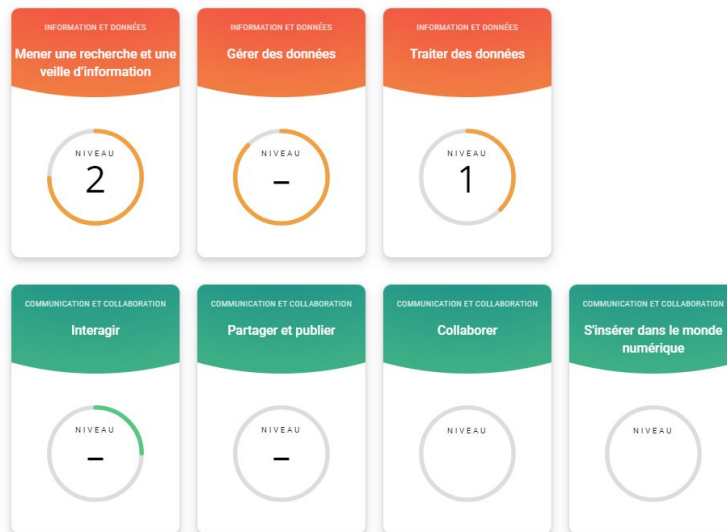 INFORMATION ET DONNÉES
Mener une recherche et une
veille d'information
NIVEAU
2
INFORMATION ET DONNÉES
Gérer des données
NIVEAU
–
INFORMATION ET DONNÉES
Traiter des données
NIVEAU
1
COMMUNICATION ET COLLABORATION
Interagir
NIVEAU
–
COMMUNICATION ET COLLABORATION
Partager et publier
NIVEAU
–
COMMUNICATION ET COLLABORATION
Collaborer
NIVEAU
COMMUNICATION ET COLLABORATION
S'insérer dans le monde
numérique
NIVEAU